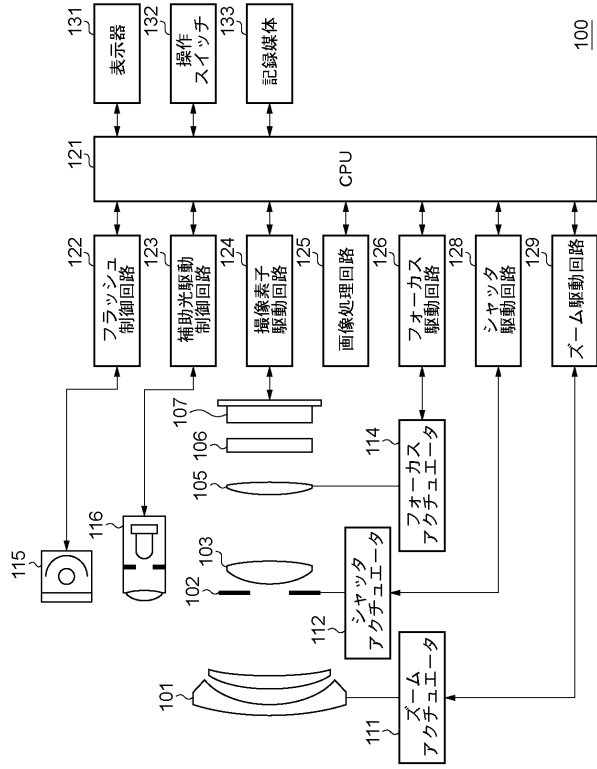 100
131
表示器
132
操作
スイッチ
133
記録媒体
121
CPU
122
フラッシュ
制御回路
123
補助光駆動
制御回路
124
撮像素子
駆動回路
125
画像処理回路
126
フォーカス
駆動回路
128
シャッタ
駆動回路
129
ズーム駆動回路
115
116
107
106
105
103
102
101
114
フォーカス
アクチュエータ
112
シャッタ
アクチュエータ
111
ズーム
アクチュエータ